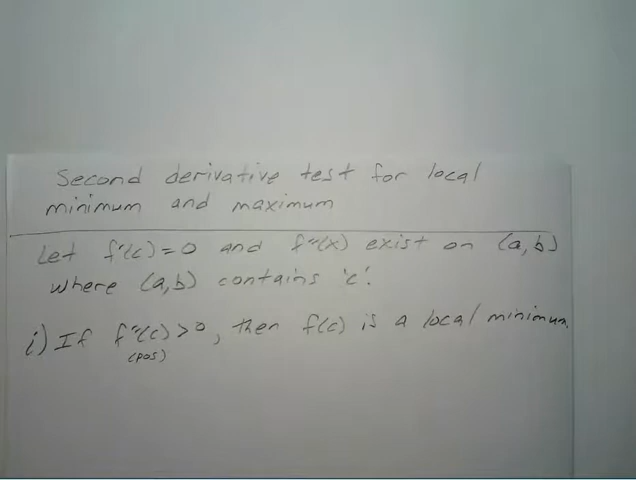 Second derivative test for local
minimum and maximum
Let f'(c)=0 and f"(x) exist on (a,b)
where (a,b) contains 'c'.
i) If f"(c)>0, then f(c) is a local minimum.
(pos)